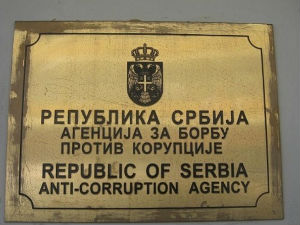 РЕПУБЛИКА СРБИЈА
АГЕНЦИЈА ЗА БОРБУ
ПРОТИВ КОРУПЦИЈЕ
REPUBLIC OF SERBIA
ANTI-CORRUPTION AGENCY